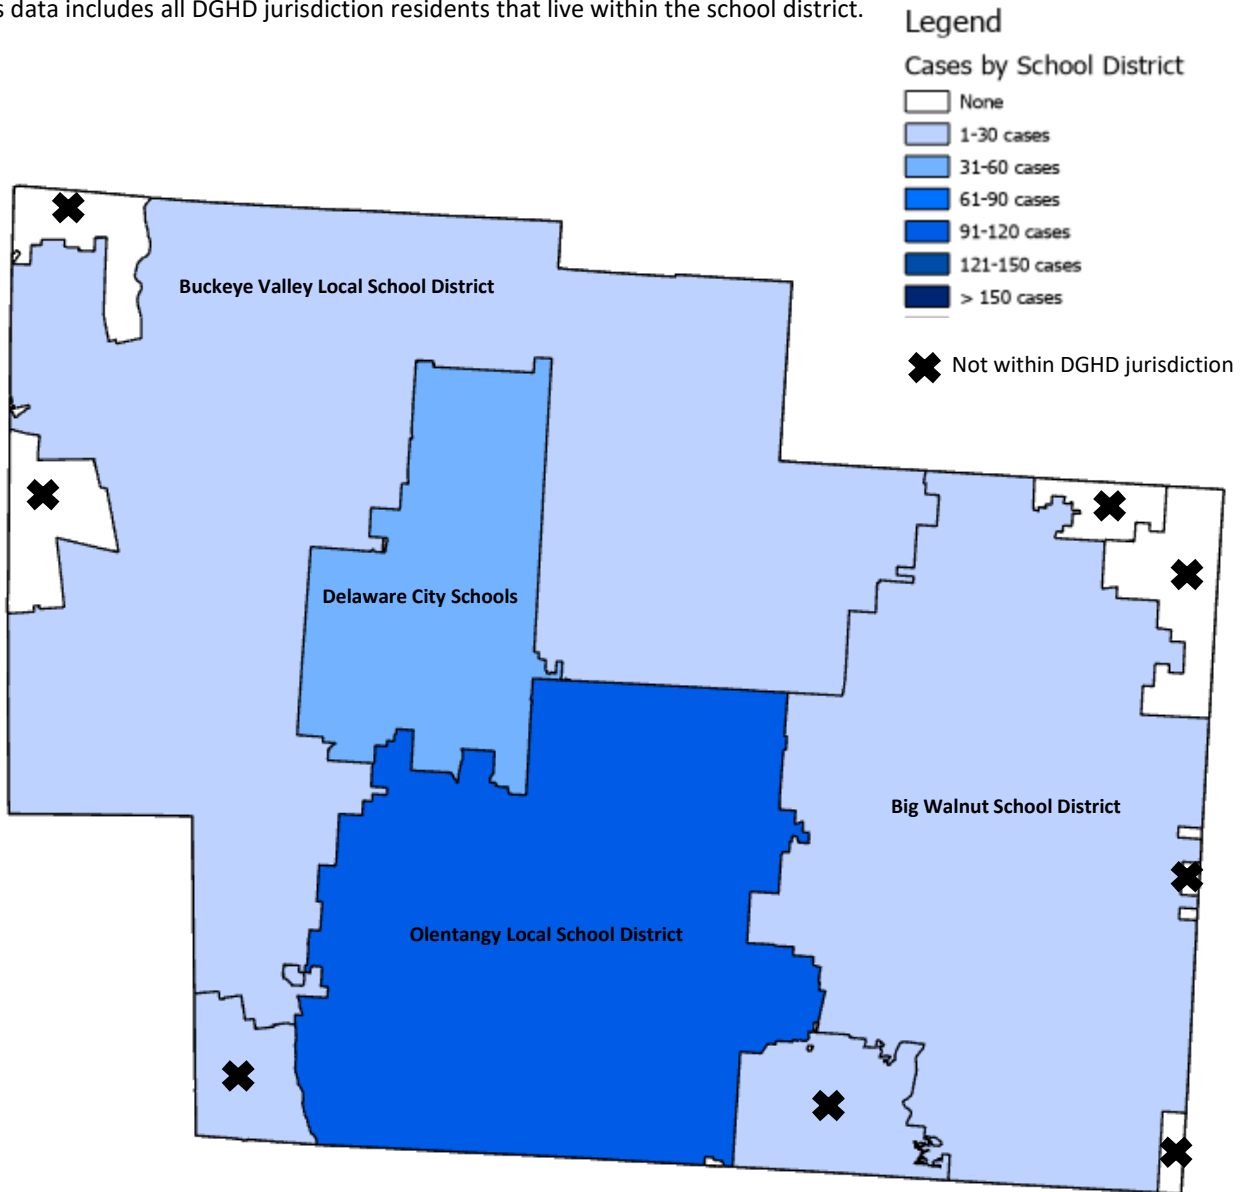 s data includes all DGHD jurisdiction residents that live within the school district.
Legend
Cases by School District
None
1-30 cases
31-60 cases
61-90 cases
91-120 cases
121-150 cases
> 150 cases
Not within DGHD jurisdiction
Buckeye Valley Local School District
Delaware City Schools
Big Walnut School District
Olentangy Local School District